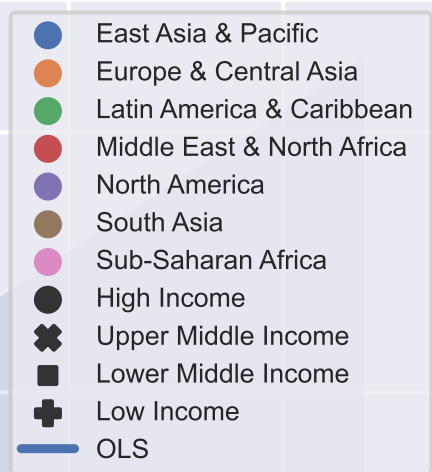 East Asia & Pacific
Europe & Central Asia
Latin America & Caribbean
Middle East & North Africa
North America
South Asia
Sub-Saharan Africa
High Income
Upper Middle Income
Lower Middle Income
Low Income
OLS